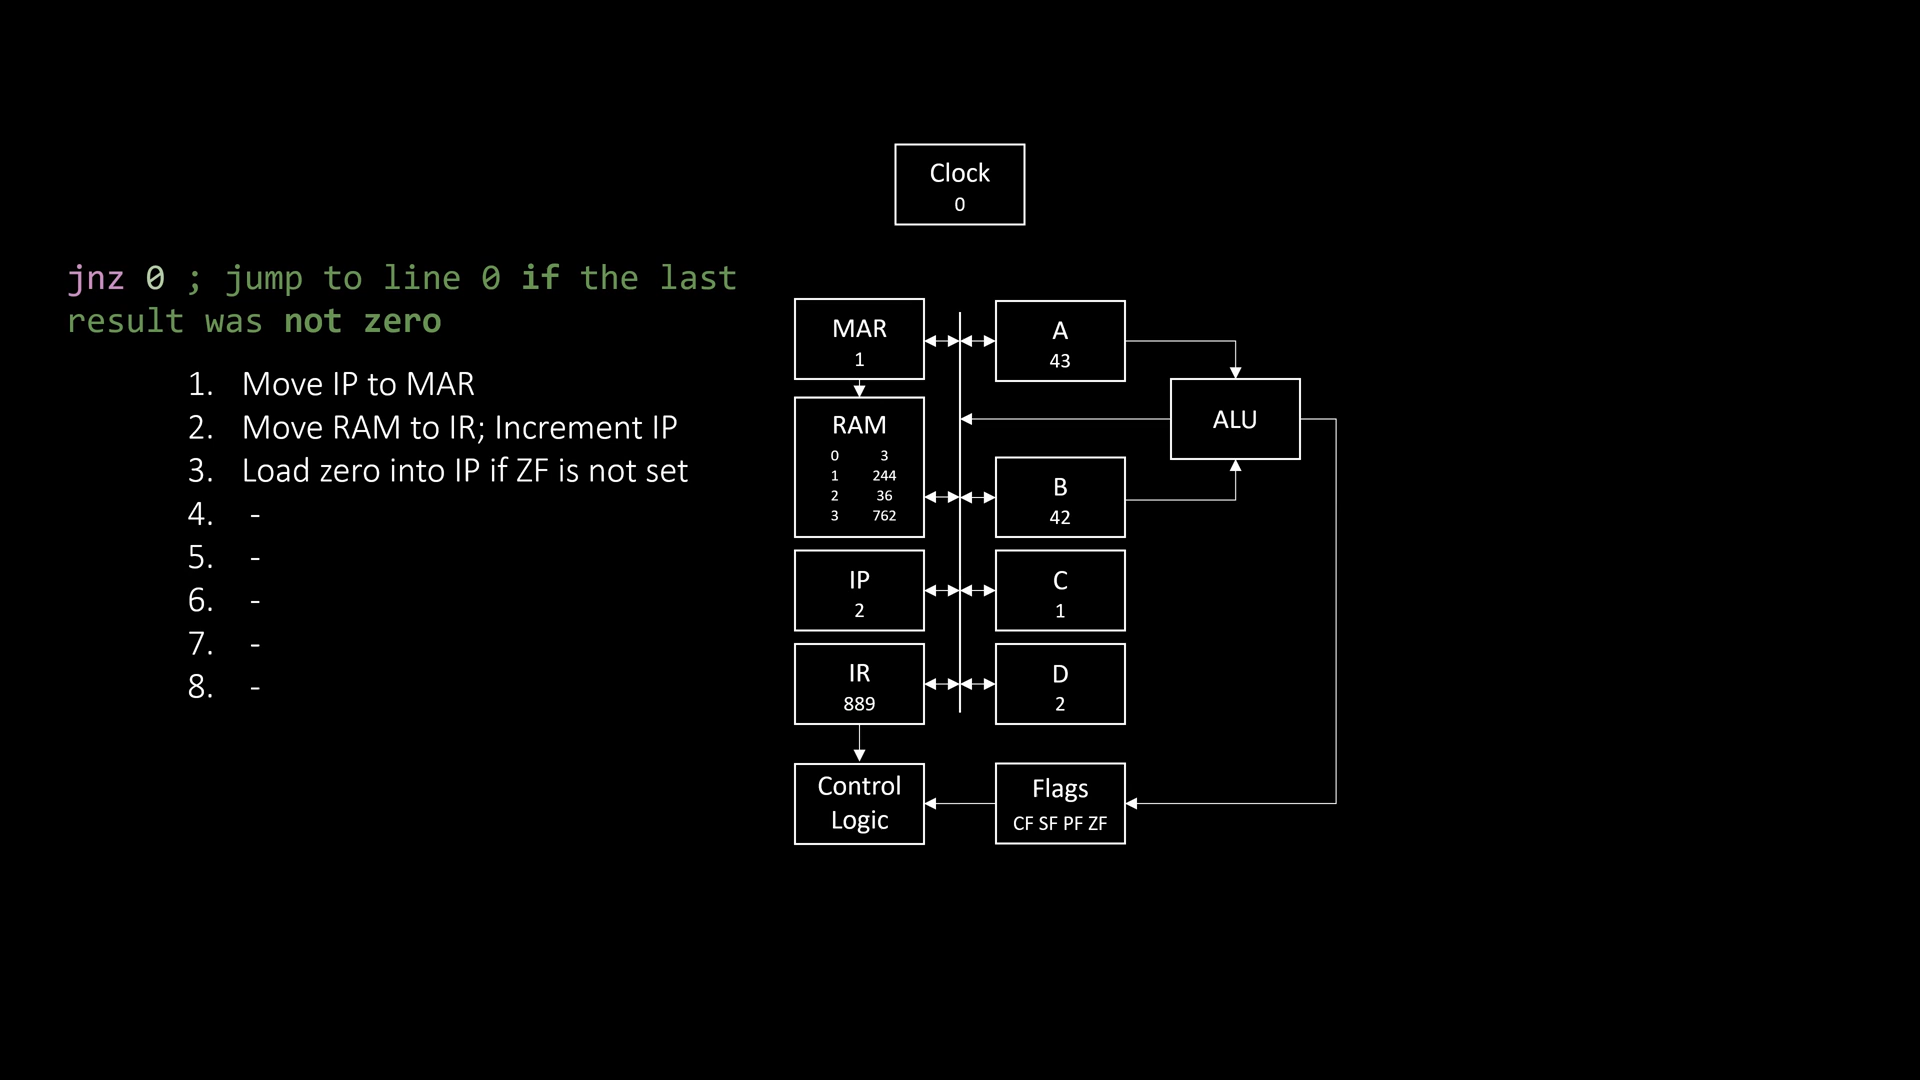 Clock
0
jnz 0 ; jump to line 0 if the last
result was not zero
1. Move IP to MAR
2. Move RAM to IR; Increment IP
3. Load zero into IP if ZF is not set
4. -
5. -
6. -
7. -
8. -
MAR
1
RAM
0 3
1 244
2 36
3 762
IP
2
IR
889
Control
Logic
A
43
B
42
C
1
D
2
Flags
CF SF PF ZF
ALU